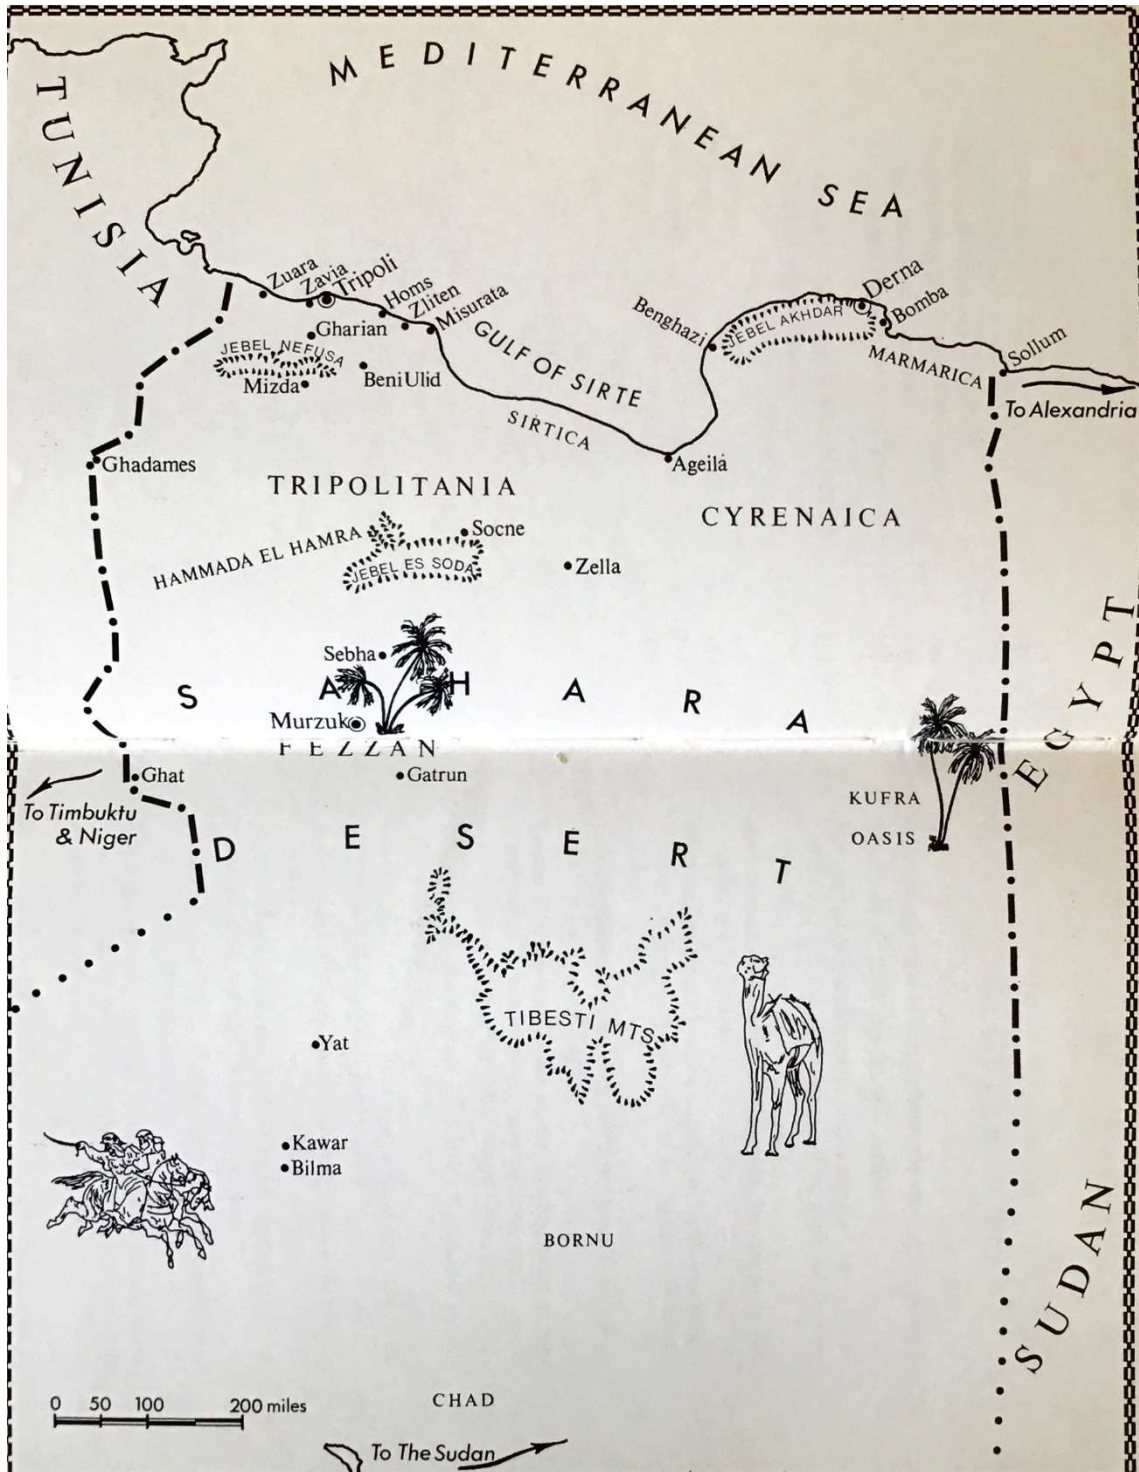 MEDITERRANEAN SEA
TUNISIA
Zuara
Zavia
Tripoli
Homs
Zliten
Misurata
Gharian
JEBEL NEFUSA
Mizda
BeniUlid
GULF OF SIRTE
SIRTICA
Benghazi
JEBEL AKHDAR
Derna
Bomba
MARMARICA
Sollum
To Alexandria
Ageila
Ghadames
TRIPOLITANIA
CYRENAICA
HAMMADA EL HAMRA
Socne
JEBEL ES SODA
Zella
Sebha
SAHARA
Murzuk
FEZZAN
EGYPT
Ghat
Gatrun
To Timbuktu
& Niger
KUFRA
OASIS
DESERT
TIBESTI MTS
Yat
Kawar
Bilma
BORNU
SUDAN
0 50 100 200 miles
CHAD
To The Sudan